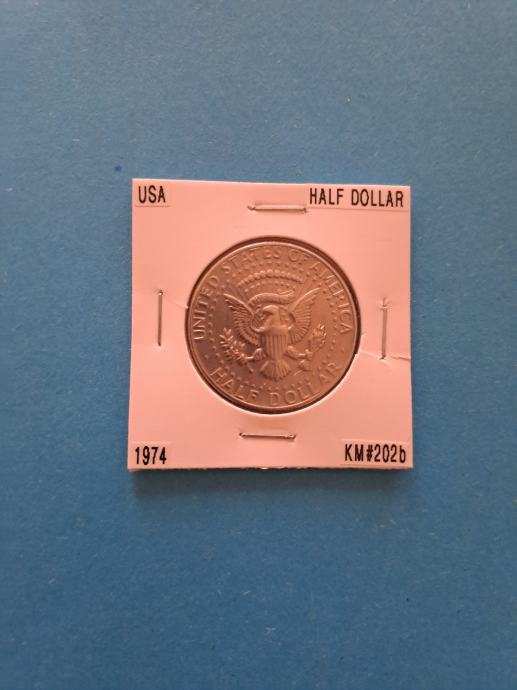 USA
HALF DOLLAR
UNITED STATES OF AMERICA
HALF DOLLAR
1974
KM#202b